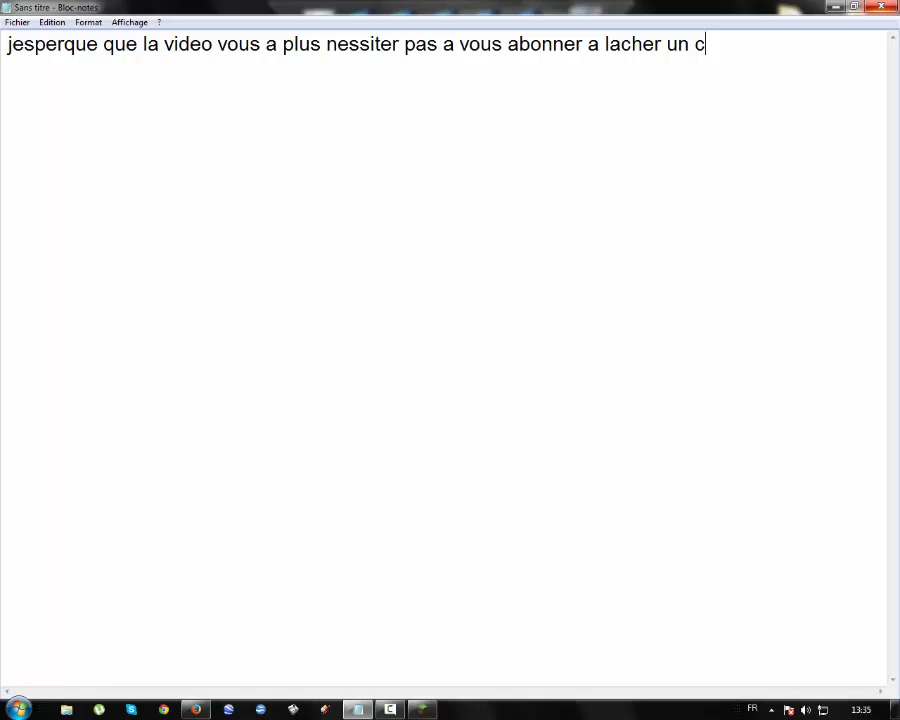 Sans titre - Bloc-notes
Fichier Edition Format Affichage ?
jesperque que la video vous a plus nessiter pas a vous abonner a lacher un c
FR 13:35